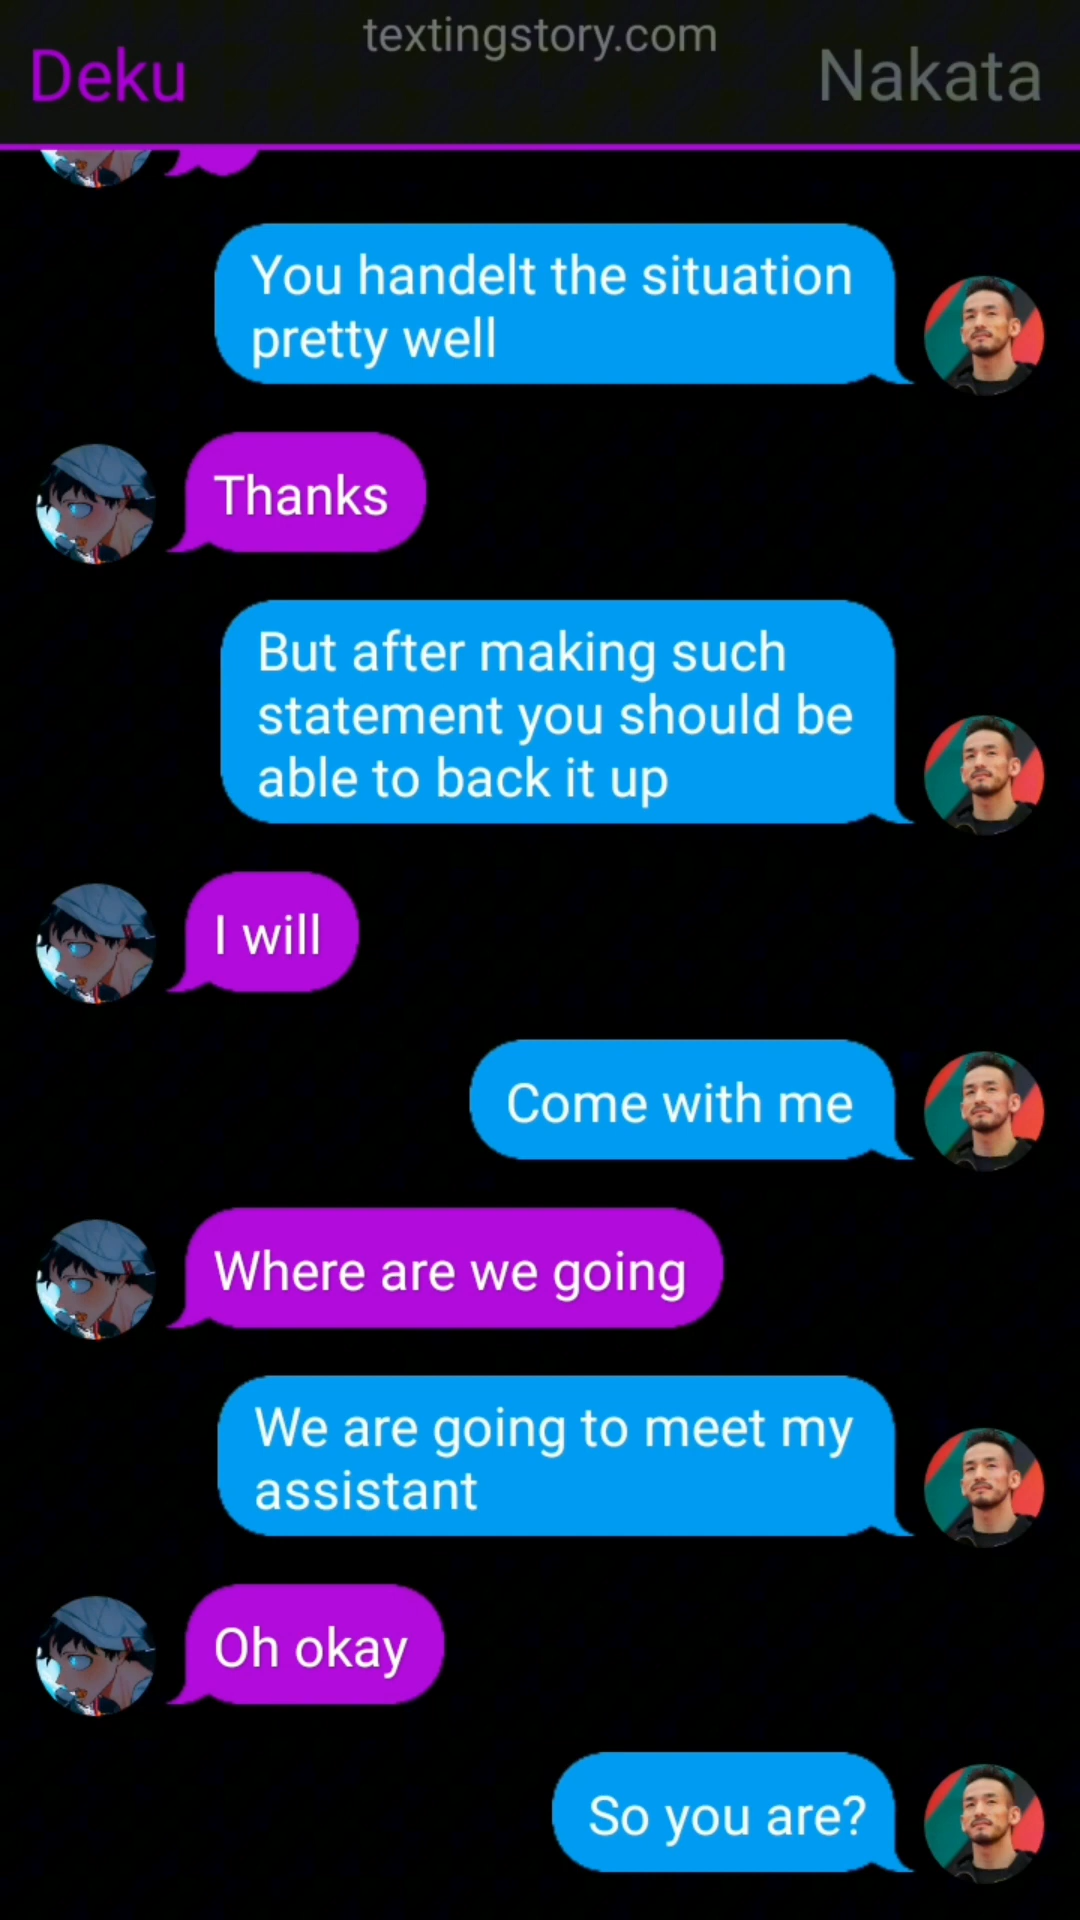 textingstory.com
Deku
Nakata
You handelt the situation
pretty well
Thanks
But after making such
statement you should be
able to back it up
I will
Come with me
Where are we going
We are going to meet my
assistant
Oh okay
So you are?